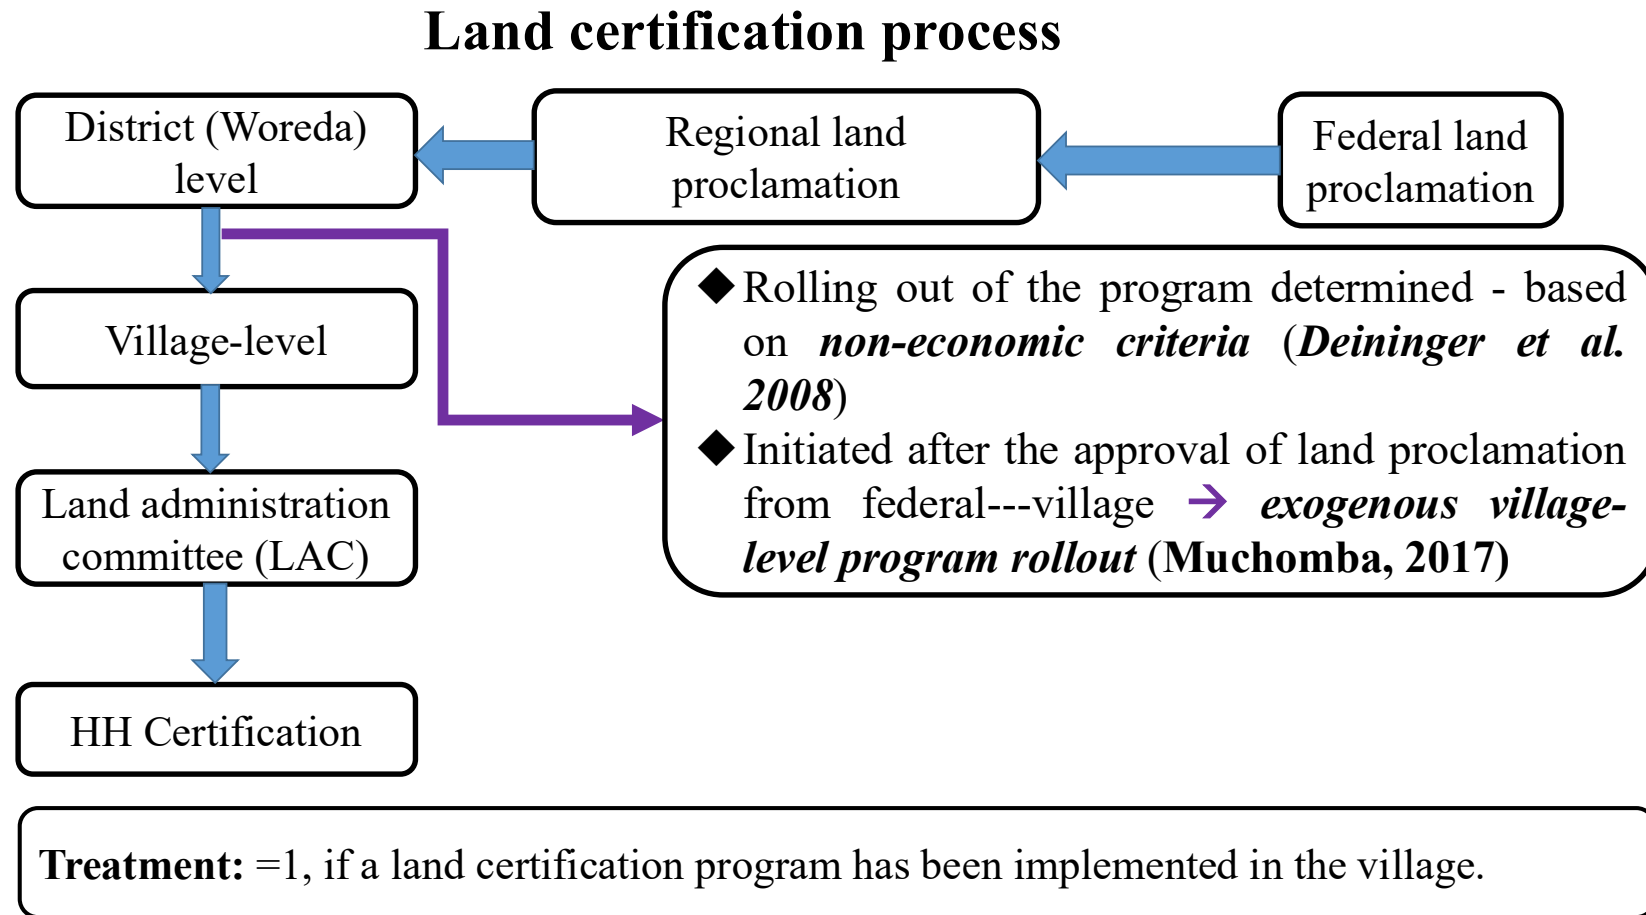 Land certification process
District (Woreda)
level
Regional land
proclamation
Federal land
proclamation
◆ Rolling out of the program determined - based
on non-economic criteria (Deininger et al.
2008)
◆ Initiated after the approval of land proclamation
from federal---village → exogenous village-
level program rollout (Muchomba, 2017)
Village-level
Land administration
committee (LAC)
HH Certification
Treatment: =1, if a land certification program has been implemented in the village.